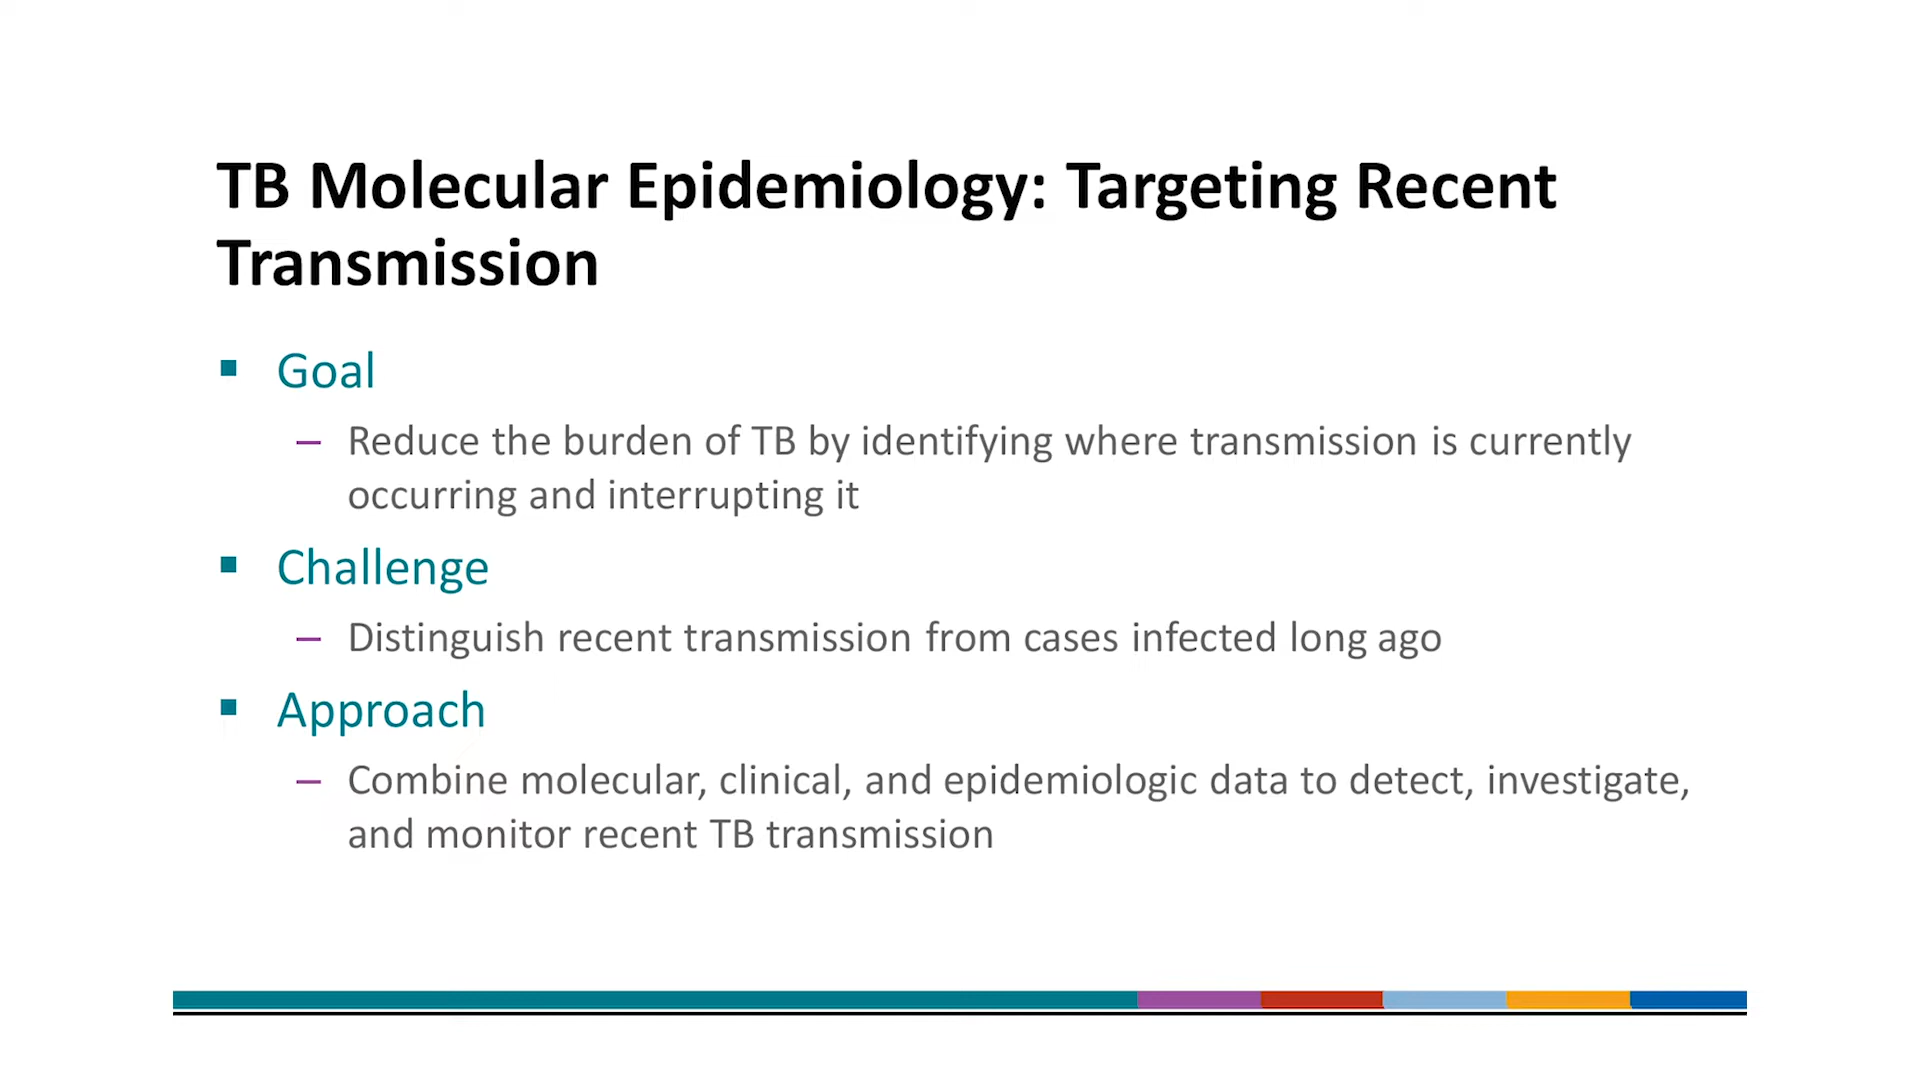 TB Molecular Epidemiology: Targeting Recent
Transmission
▪ Goal
– Reduce the burden of TB by identifying where transmission is currently
occurring and interrupting it
▪ Challenge
– Distinguish recent transmission from cases infected long ago
▪ Approach
– Combine molecular, clinical, and epidemiologic data to detect, investigate,
and monitor recent TB transmission